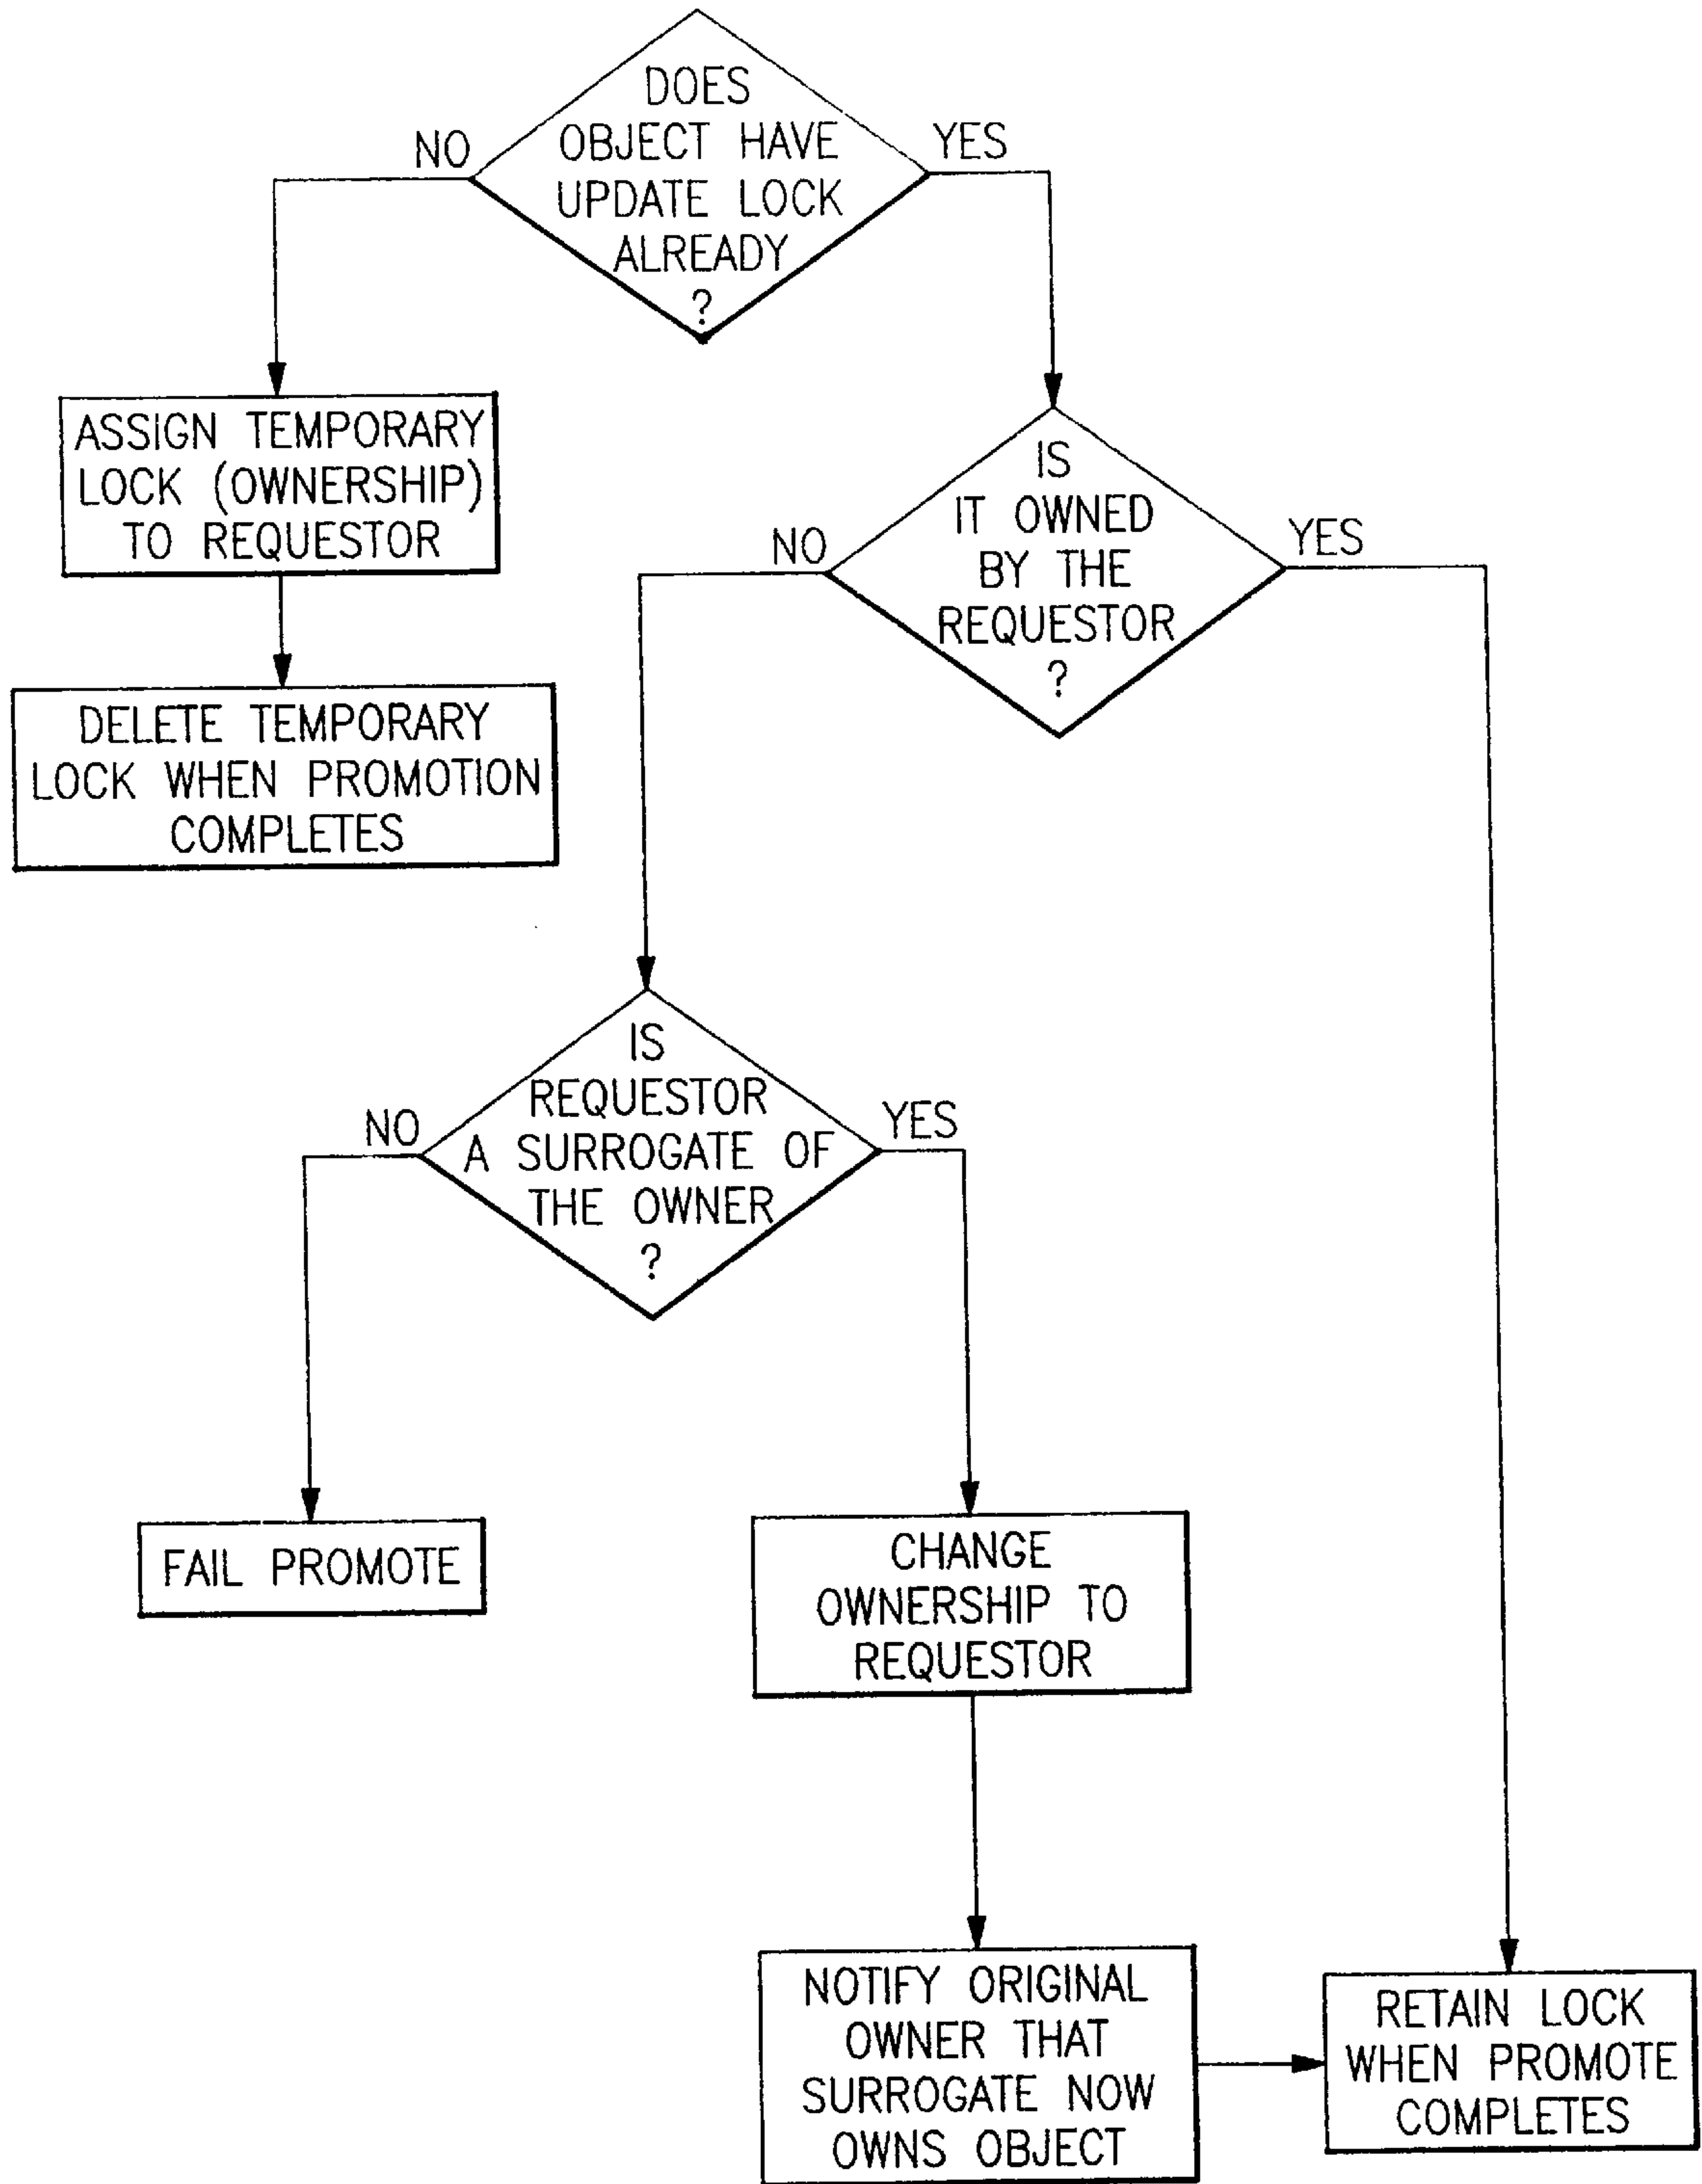 DOES
OBJECT HAVE
UPDATE LOCK
ALREADY
?
NO
YES
ASSIGN TEMPORARY
LOCK (OWNERSHIP)
TO REQUESTOR
DELETE TEMPORARY
LOCK WHEN PROMOTION
COMPLETES
IS
IT OWNED
BY THE
REQUESTOR
?
NO
YES
IS
REQUESTOR
A SURROGATE OF
THE OWNER
?
NO
YES
FAIL PROMOTE
CHANGE
OWNERSHIP TO
REQUESTOR
NOTIFY ORIGINAL
OWNER THAT
SURROGATE NOW
OWNS OBJECT
RETAIN LOCK
WHEN PROMOTE
COMPLETES